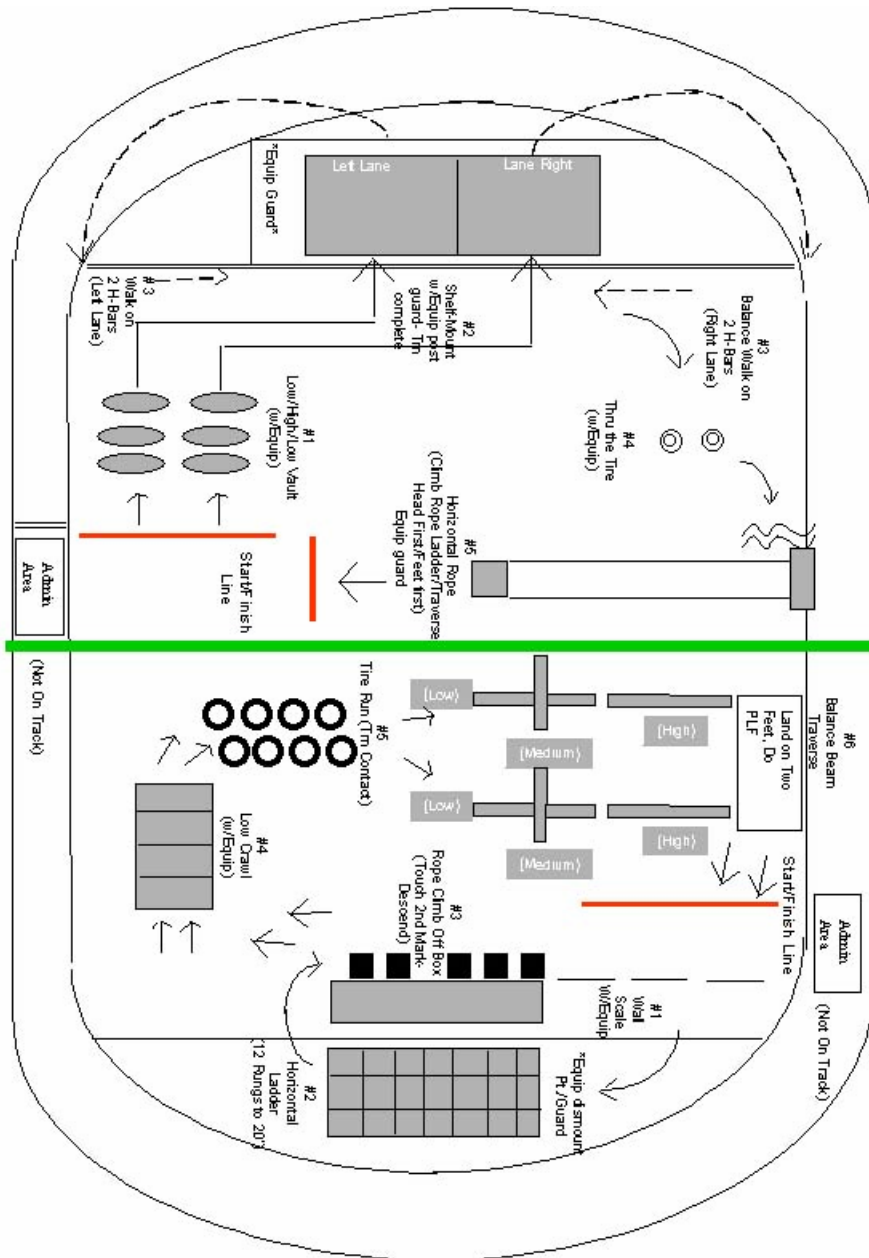 *Equip Guard*
Left Lane
Lane Right
#3
Walk on
2 H-Bars
(Left Lane)
#2
Shelf-Mount
w/Equip post
guard- Tm
complete
#3
Balance Walk on
2 H-Bars
(Right Lane)
#1
Low/High/Low Vault
(w/Equip)
#4
Thru the Tire
(w/Equip)
#5
Horizontal Rope
(Climb Rope Ladder/Traverse
Head First/Feet first)
Equip guard
Start/Finish
Line
Admin
Area
(Not On Track)
#5
Tire Run (Tm Contact)
(Low)
(Medium)
(High)
(Low)
(Medium)
(High)
Land on Two
Feet, Do
PLF
#6
Balance Beam
Traverse
#4
Low Crawl
(w/Equip)
#3
Rope Climb Off Box
(Touch 2nd Mark-
Descend)
Start/Finish Line
Admin
Area
(Not On Track)
#1
Wall
Scale
W/Equip
#2
Horizontal
Ladder
(12 Rungs to 20")
*Equip dismount
Pt./Guard